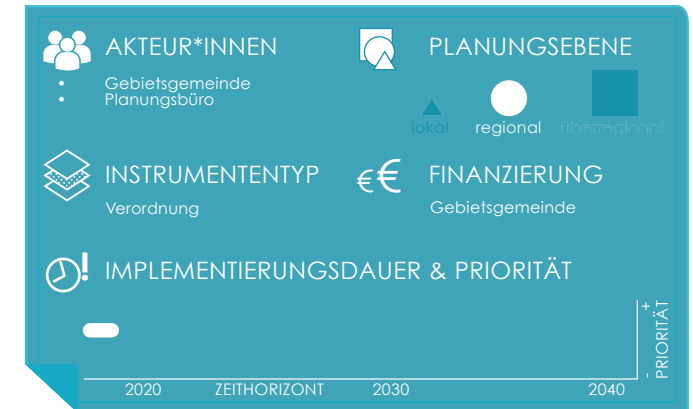 AKTEUR*INNEN
• Gebietsgemeinde
• Planungsbüro
PLANUNGSEBENE
lokal regional überregional
INSTRUMENTENTYP
Verordnung
€€ FINANZIERUNG
Gebietsgemeinde
! IMPLEMENTIERUNGSDAUER & PRIORITÄT
- PRIORITÄT +
2020 ZEITHORIZONT 2030 2040